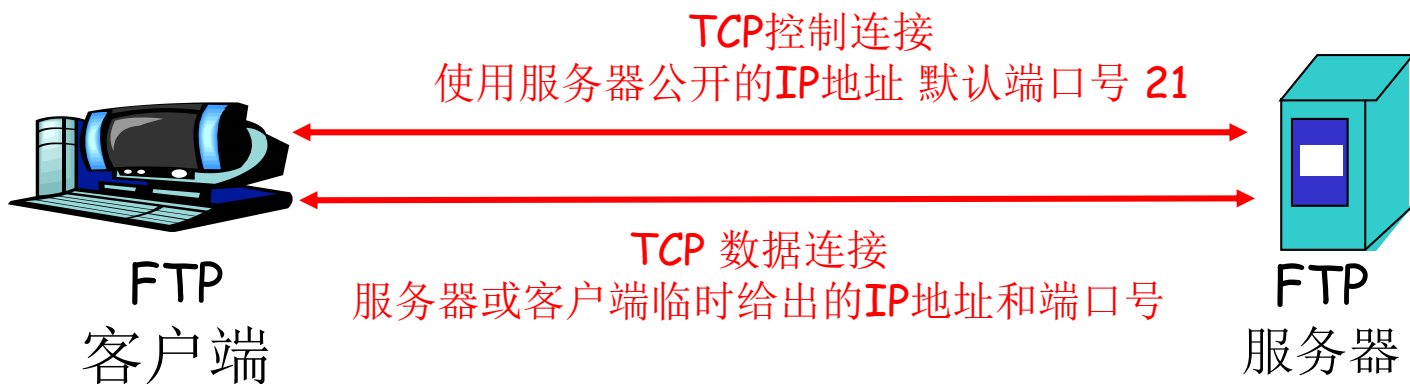 TCP控制连接
使用服务器公开的IP地址 默认端口号 21
TCP 数据连接
服务器或客户端临时给出的IP地址和端口号
FTP
客户端
FTP
服务器